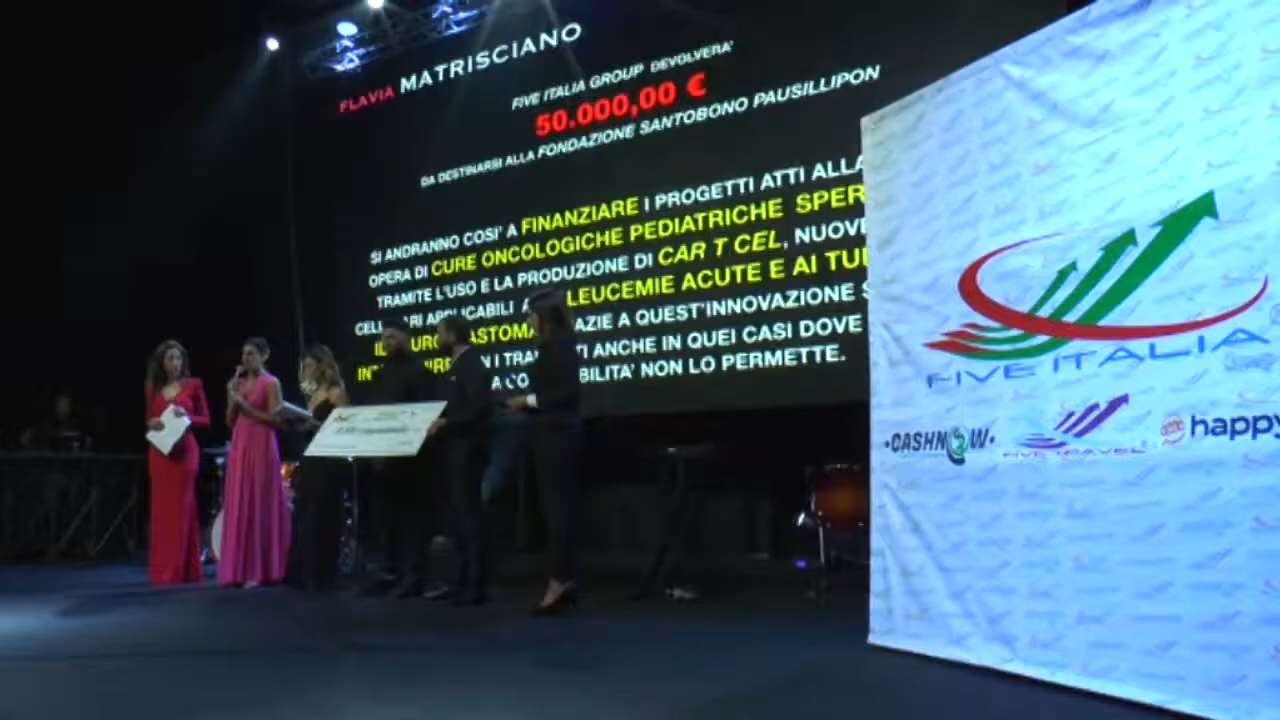 FLAVIA MATRISCIANO
FIVE ITALIA GROUP DEVOLVERA'
50.000,00 €
DA DESTINARSI ALLA FONDAZIONE SANTOBONO PAUSILLIPON
SI ANDRANNO COSI' A FINANZIARE I PROGETTI ATTI ALLA
OPERA DI CURE ONCOLOGICHE PEDIATRICHE SPER
TRAMITE L'USO E LA PRODUZIONE DI CAR T CEL, NUOVE
LEUCEMIE ACUTE E AI TU
A QUEST'INNOVAZIONE S
ANCHE IN QUEI CASI DOVE
NON LO PERMETTE.
FIVE ITALIA
•CASHNOW•
FIVE TRAVEL
happy